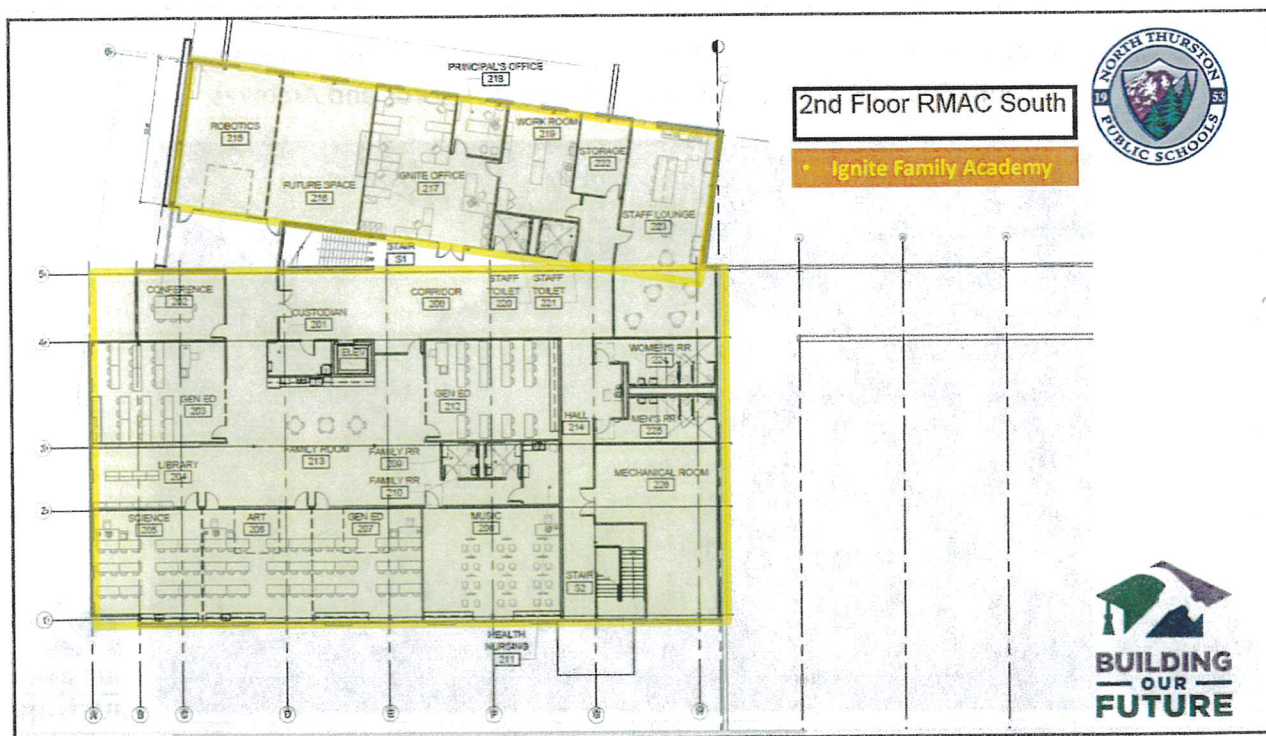 PRINCIPAL'S OFFICE
218
ROBOTICS
215
FUTURE SPACE
216
IGNITE OFFICE
217
WORK ROOM
219
STORAGE
222
STAFF LOUNGE
223
STAIR
S1
2nd Floor RMAC South
• Ignite Family Academy
NORTH THURSTON
19 53
PUBLIC SCHOOLS
CONFERENCE
202
CUSTODIAN
201
CORRIDOR
200
STAFF
TOILET
220
STAFF
TOILET
221
ELEV
WOMEN'S RR
224
GEN ED
203
GEN ED
212
HALL
214
MEN'S RR
225
LIBRARY
204
FAMILY ROOM
213
FAMILY RR
209
FAMILY RR
210
MECHANICAL ROOM
226
SCIENCE
205
ART
206
GEN ED
207
MUSIC
208
STAIR
S2
HEALTH
NURSING
211
A B C D E F G H
BUILDING
OUR
FUTURE